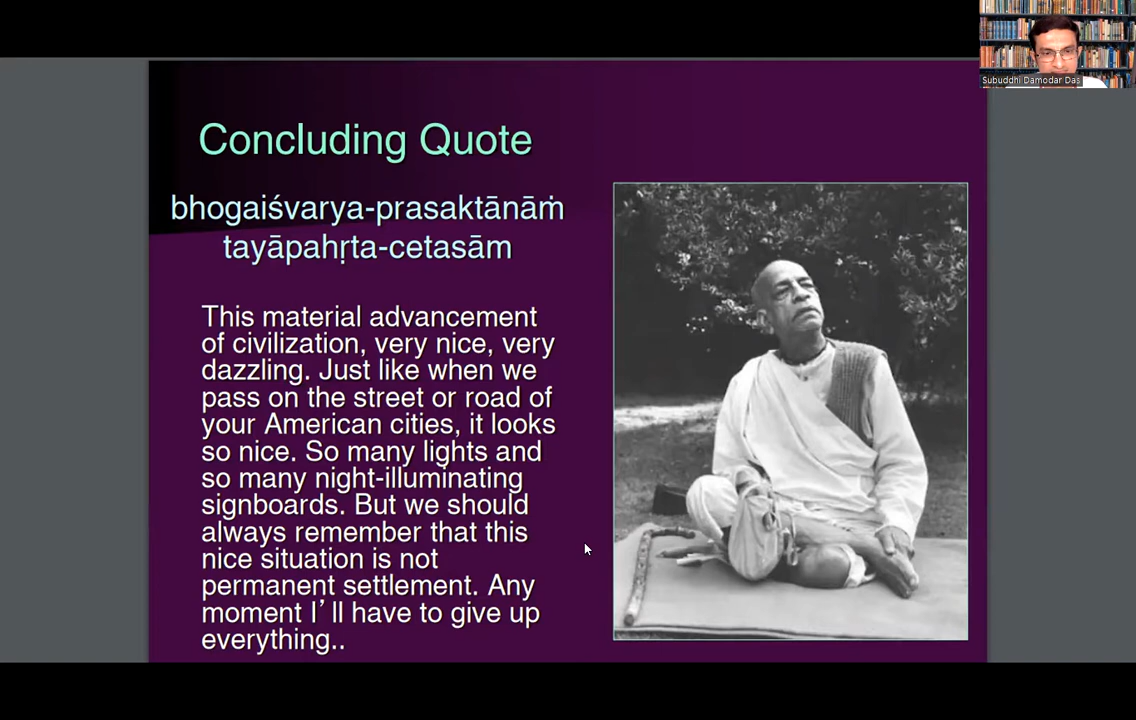 Subuddhi Damodar Das
Concluding Quote
bhogaiśvarya-prasaktānāṁ
tayāpahṛta-cetasām
This material advancement
of civilization, very nice, very
dazzling. Just like when we
pass on the street or road of
your American cities, it looks
so nice. So many lights and
so many night-illuminating
signboards. But we should
always remember that this
nice situation is not
permanent settlement. Any
moment I’ll have to give up
everything..